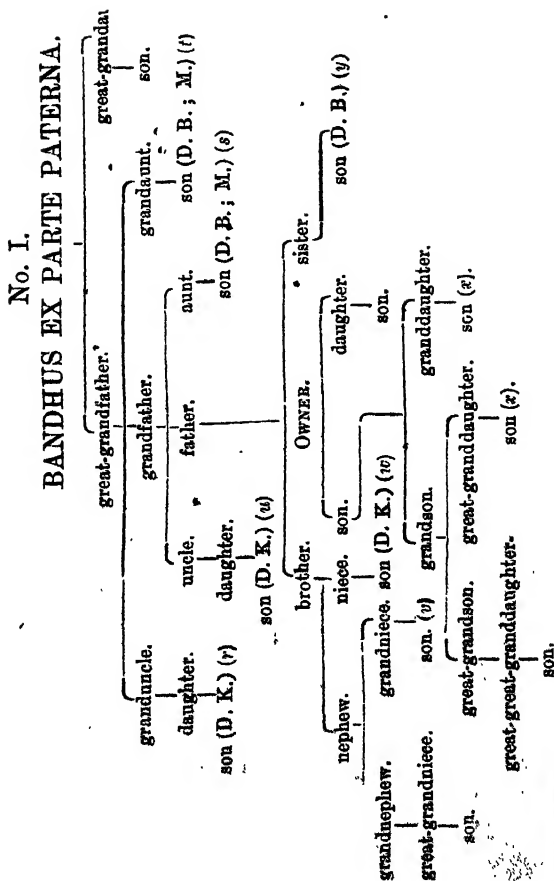 No. I.
BANDHUS EX PARTE PATERNA.
great-grandfather. great-grandau
son.
granduncle. grandfather. grandaunt.
daughter. son (D. B.; M.) (t)
son (D. K.) (r)
uncle. father. aunt.
daughter. son (D. B.; M.) (s)
son (D. K.) (u)
brother. OWNER. sister.
son (D. B.) (y)
nephew. niece. son. daughter.
son (D. K.) (w) son.
grandnephew. grandniece. grandson. granddaughter.
great-grandniece. son. (v) son (x).
son.
great-grandson. great-granddaughter.
great-great-granddaughter- son (x).
son.